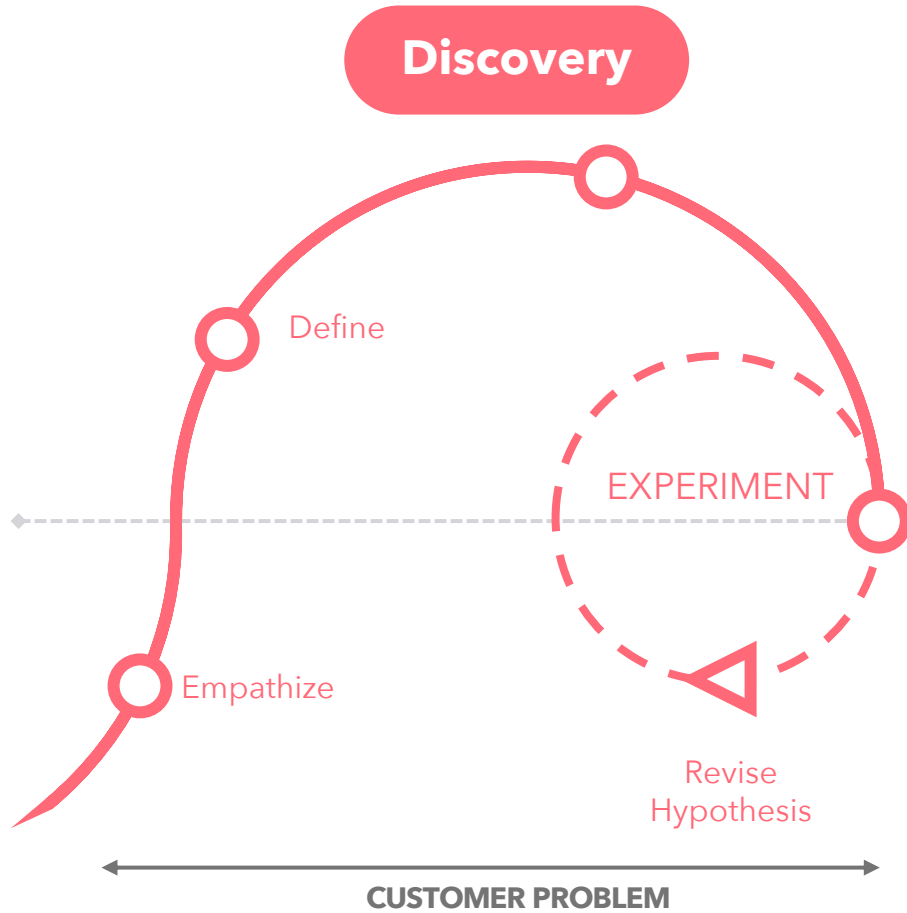 Discovery
Define
EXPERIMENT
Empathize
Revise
Hypothesis
CUSTOMER PROBLEM